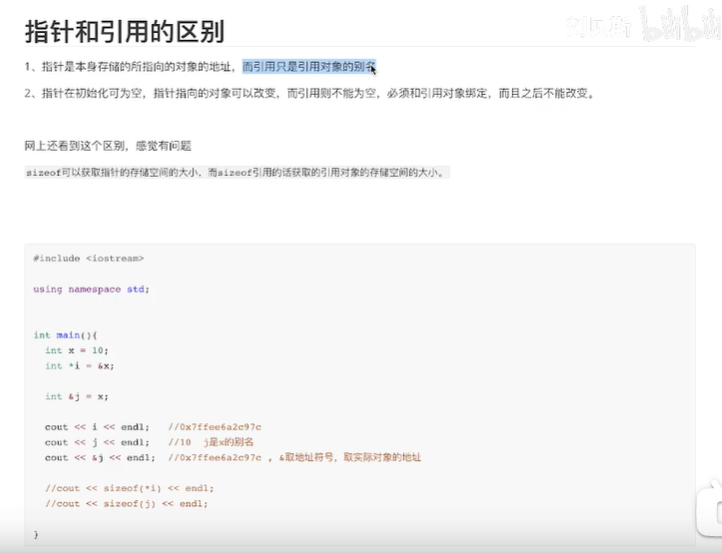 指针和引用的区别
1、指针是本身存储的所指向的对象的地址，而引用只是引用对象的别名
2、指针在初始化可为空，指针指向的对象可以改变，而引用则不能为空，必须和引用对象绑定，而且之后不能改变。
网上还看到这个区别，感觉有问题
sizeof可以获取指针的存储空间的大小，而sizeof引用的话获取的引用对象的存储空间的大小。
#include <iostream>
using namespace std;
int main(){
int x = 10;
int *i = &x;
int &j = x;
cout << i << endl; //0x7ffee6a2c97c
cout << j << endl; //10 j是x的别名
cout << &j << endl; //0x7ffee6a2c97c , &取地址符号，取实际对象的地址
//cout << sizeof(*i) << endl;
//cout << sizeof(j) << endl;
}